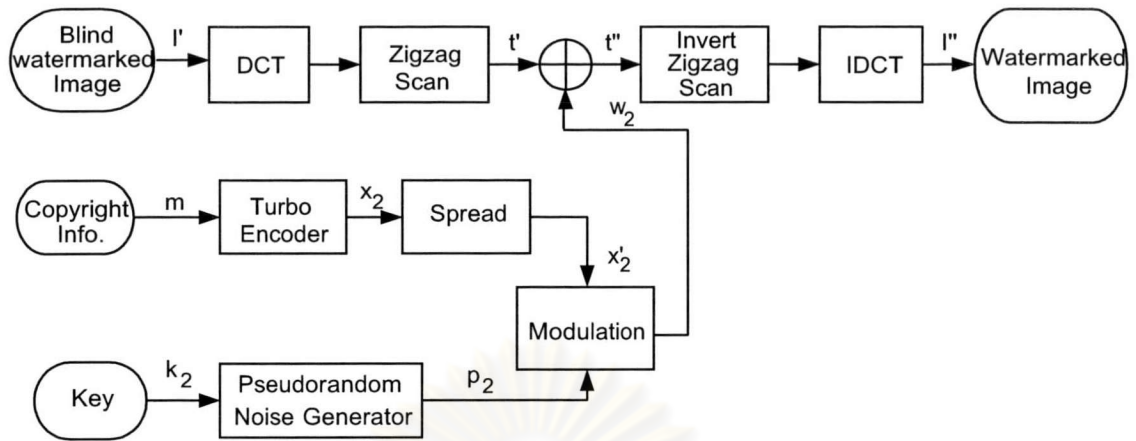 Blind
watermarked
Image
I'
DCT
Zigzag
Scan
t'
t"
Invert
Zigzag
Scan
IDCT
I"
Watermarked
Image
w2
Copyright
Info.
m
Turbo
Encoder
x2
Spread
x'2
Modulation
Key
k2
Pseudorandom
Noise Generator
p2